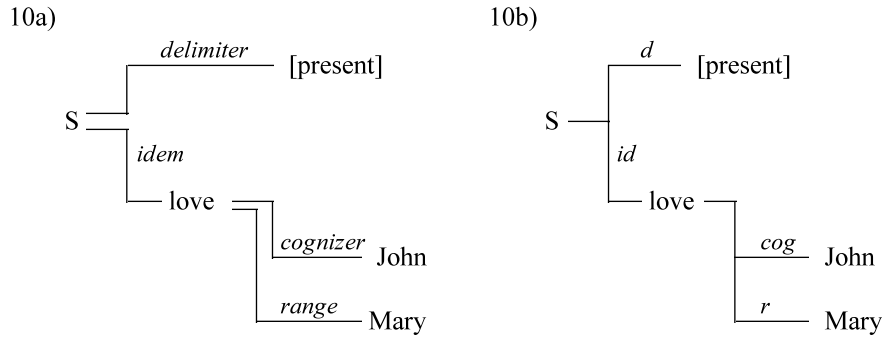 10a)
delimiter
[present]
S
idem
love
cognizer
John
range
Mary
10b)
d
[present]
S
id
love
cog
John
r
Mary